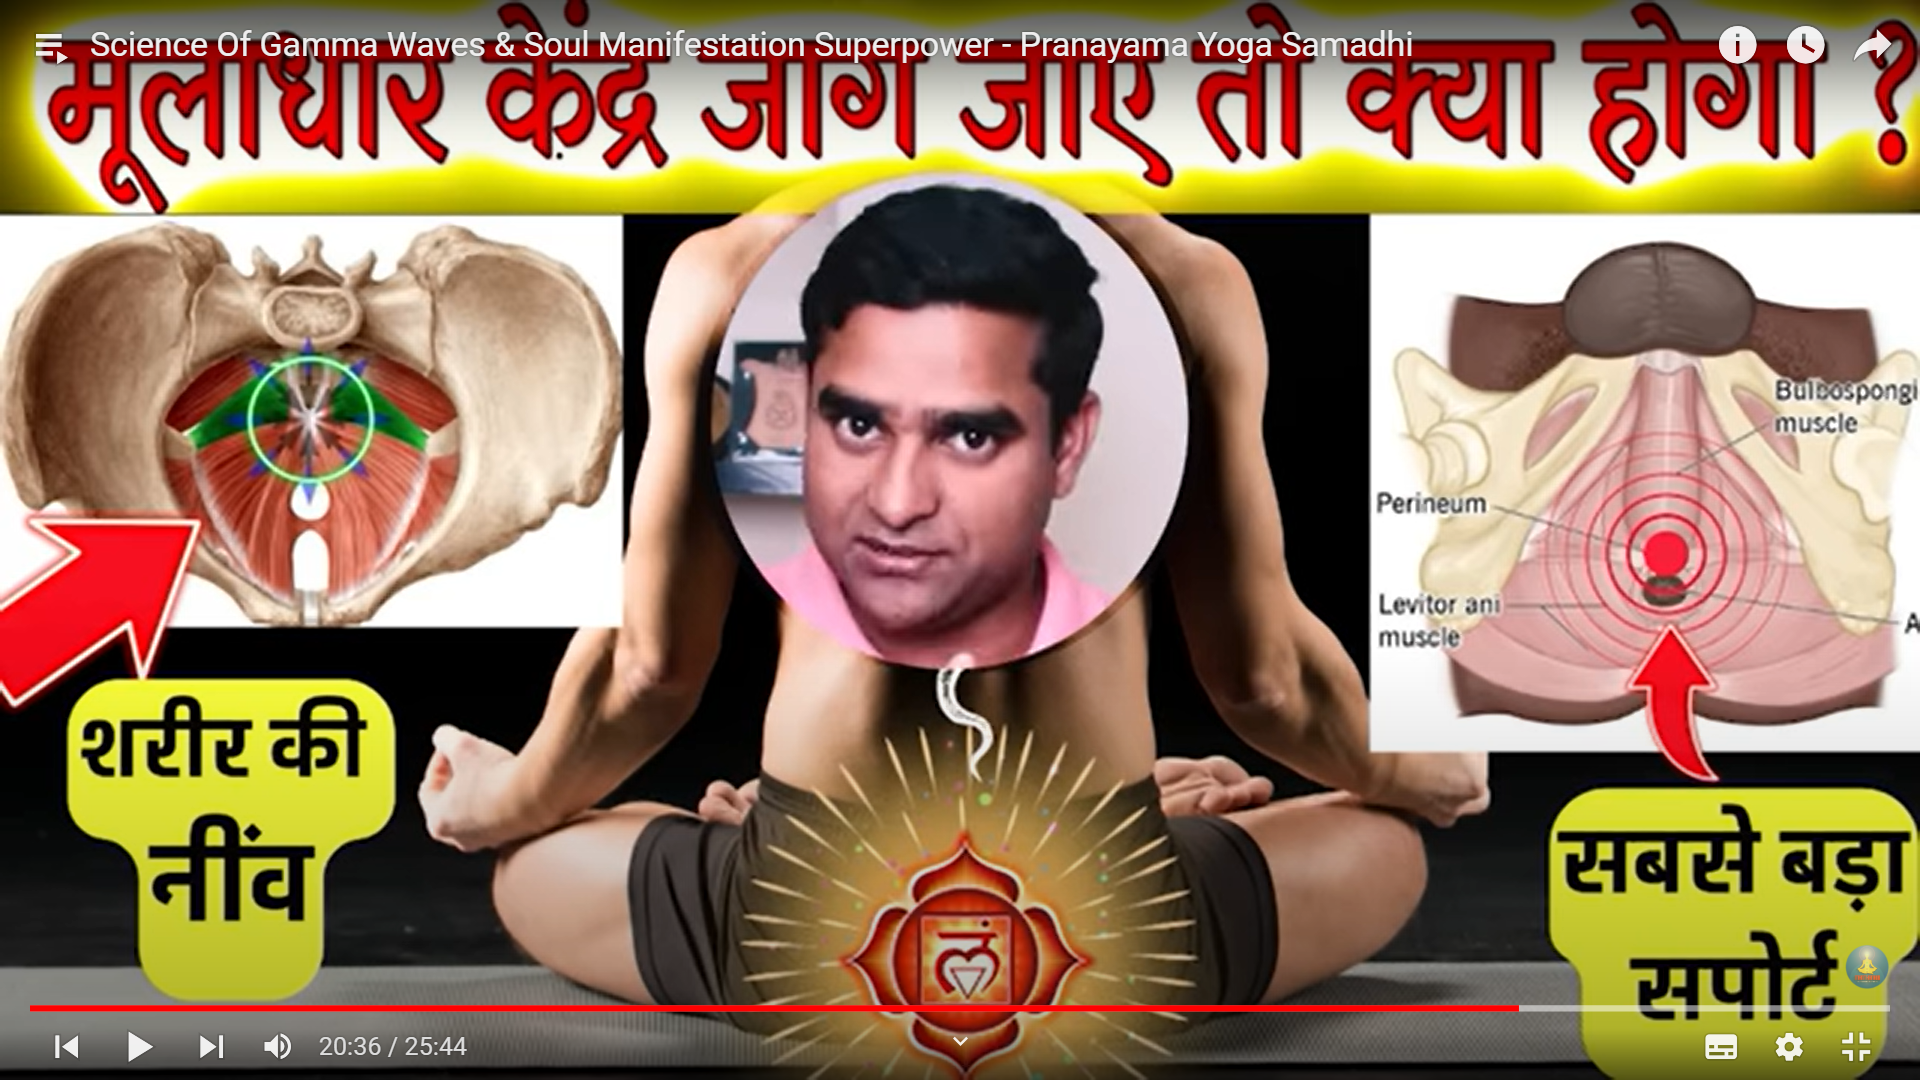 Science Of Gamma Waves & Soul Manifestation Superpower - Pranayama Yoga Samadhi
मूलाधार केंद्र जाग जाए तो क्या होगा ?
Bulbospongi
muscle
Perineum
Levitor ani
muscle
A
शरीर की
नींव
लं
सबसे बड़ा
सपोर्ट
20:36 / 25:44